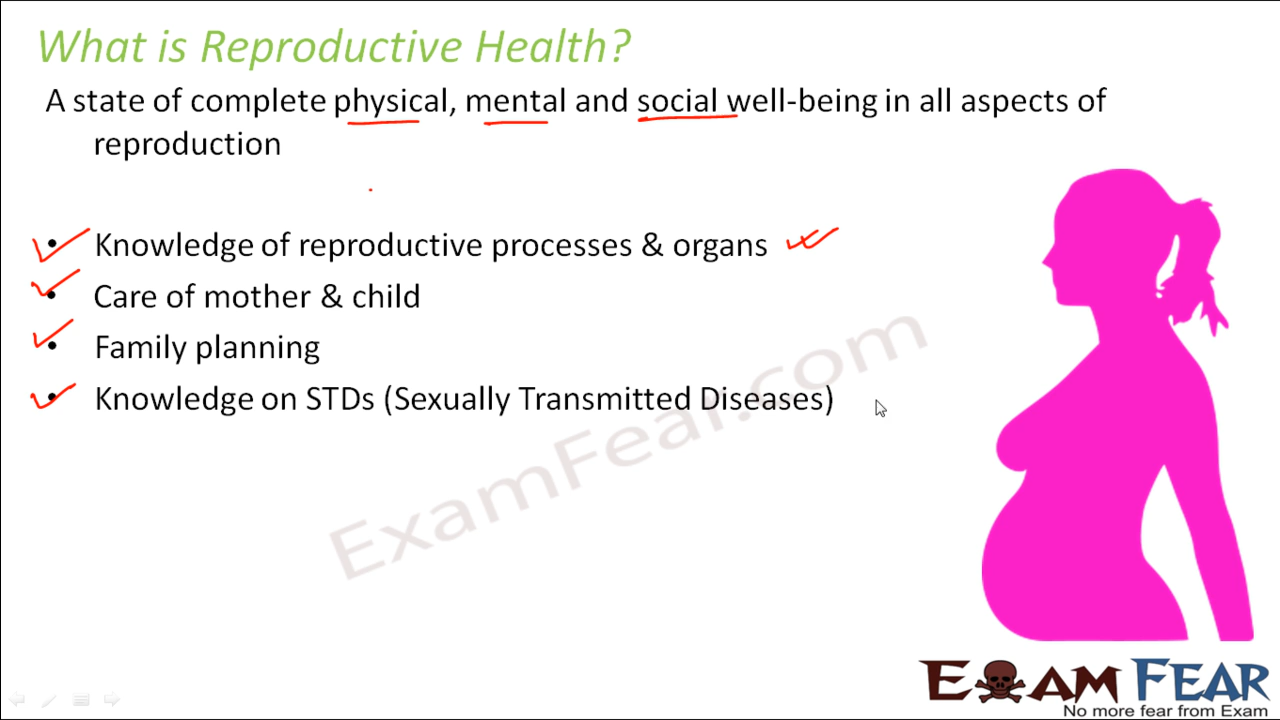 What is Reproductive Health?
A state of complete physical, mental and social well-being in all aspects of
reproduction
• Knowledge of reproductive processes & organs
• Care of mother & child
• Family planning
• Knowledge on STDs (Sexually Transmitted Diseases)
ExamFear.com
EXAM FEAR
No more fear from Exam